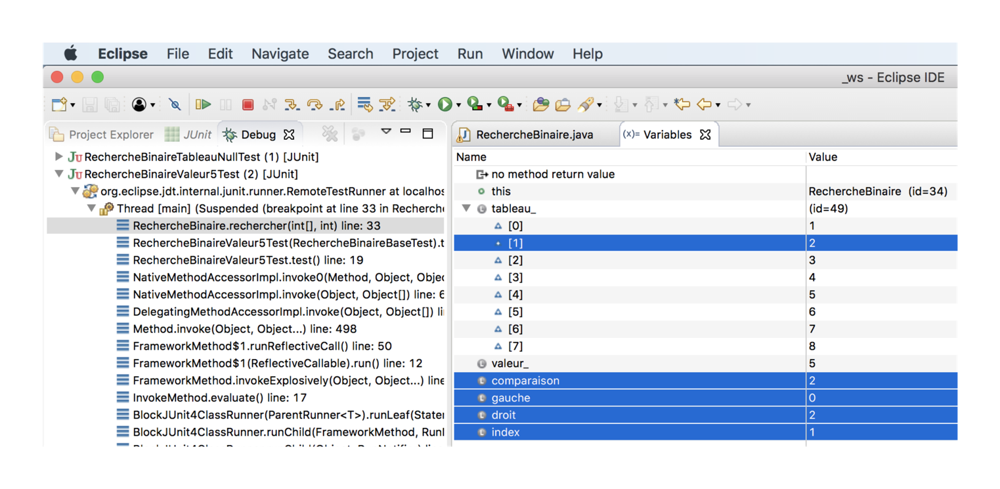 Eclipse File Edit Navigate Search Project Run Window Help
_ws - Eclipse IDE
Project Explorer JUnit Debug
RechercheBinaireTableauNullTest (1) [JUnit]
RechercheBinaireValeur5Test (2) [JUnit]
org.eclipse.jdt.internal.junit.runner.RemoteTestRunner at localhos
Thread [main] (Suspended (breakpoint at line 33 in Recherch
RechercheBinaire.rechercher(int[], int) line: 33
RechercheBinaireValeur5Test(RechercheBinaireBaseTest).t
RechercheBinaireValeur5Test.test() line: 19
NativeMethodAccessorImpl.invoke0(Method, Object, Objec
NativeMethodAccessorImpl.invoke(Object, Object[]) line: 6
DelegatingMethodAccessorImpl.invoke(Object, Object[]) li
Method.invoke(Object, Object...) line: 498
FrameworkMethod$1.runReflectiveCall() line: 50
FrameworkMethod$1(ReflectiveCallable).run() line: 12
FrameworkMethod.invokeExplosively(Object, Object...) line
InvokeMethod.evaluate() line: 17
BlockJUnit4ClassRunner(ParentRunner<T>).runLeaf(Stater
BlockJUnit4ClassRunner.runChild(FrameworkMethod, Run
RechercheBinaire.java (x)= Variables
Name Value
no method return value
this RechercheBinaire (id=34)
tableau_ (id=49)
[0] 1
[1] 2
[2] 3
[3] 4
[4] 5
[5] 6
[6] 7
[7] 8
valeur_ 5
comparaison 2
gauche 0
droit 2
index 1